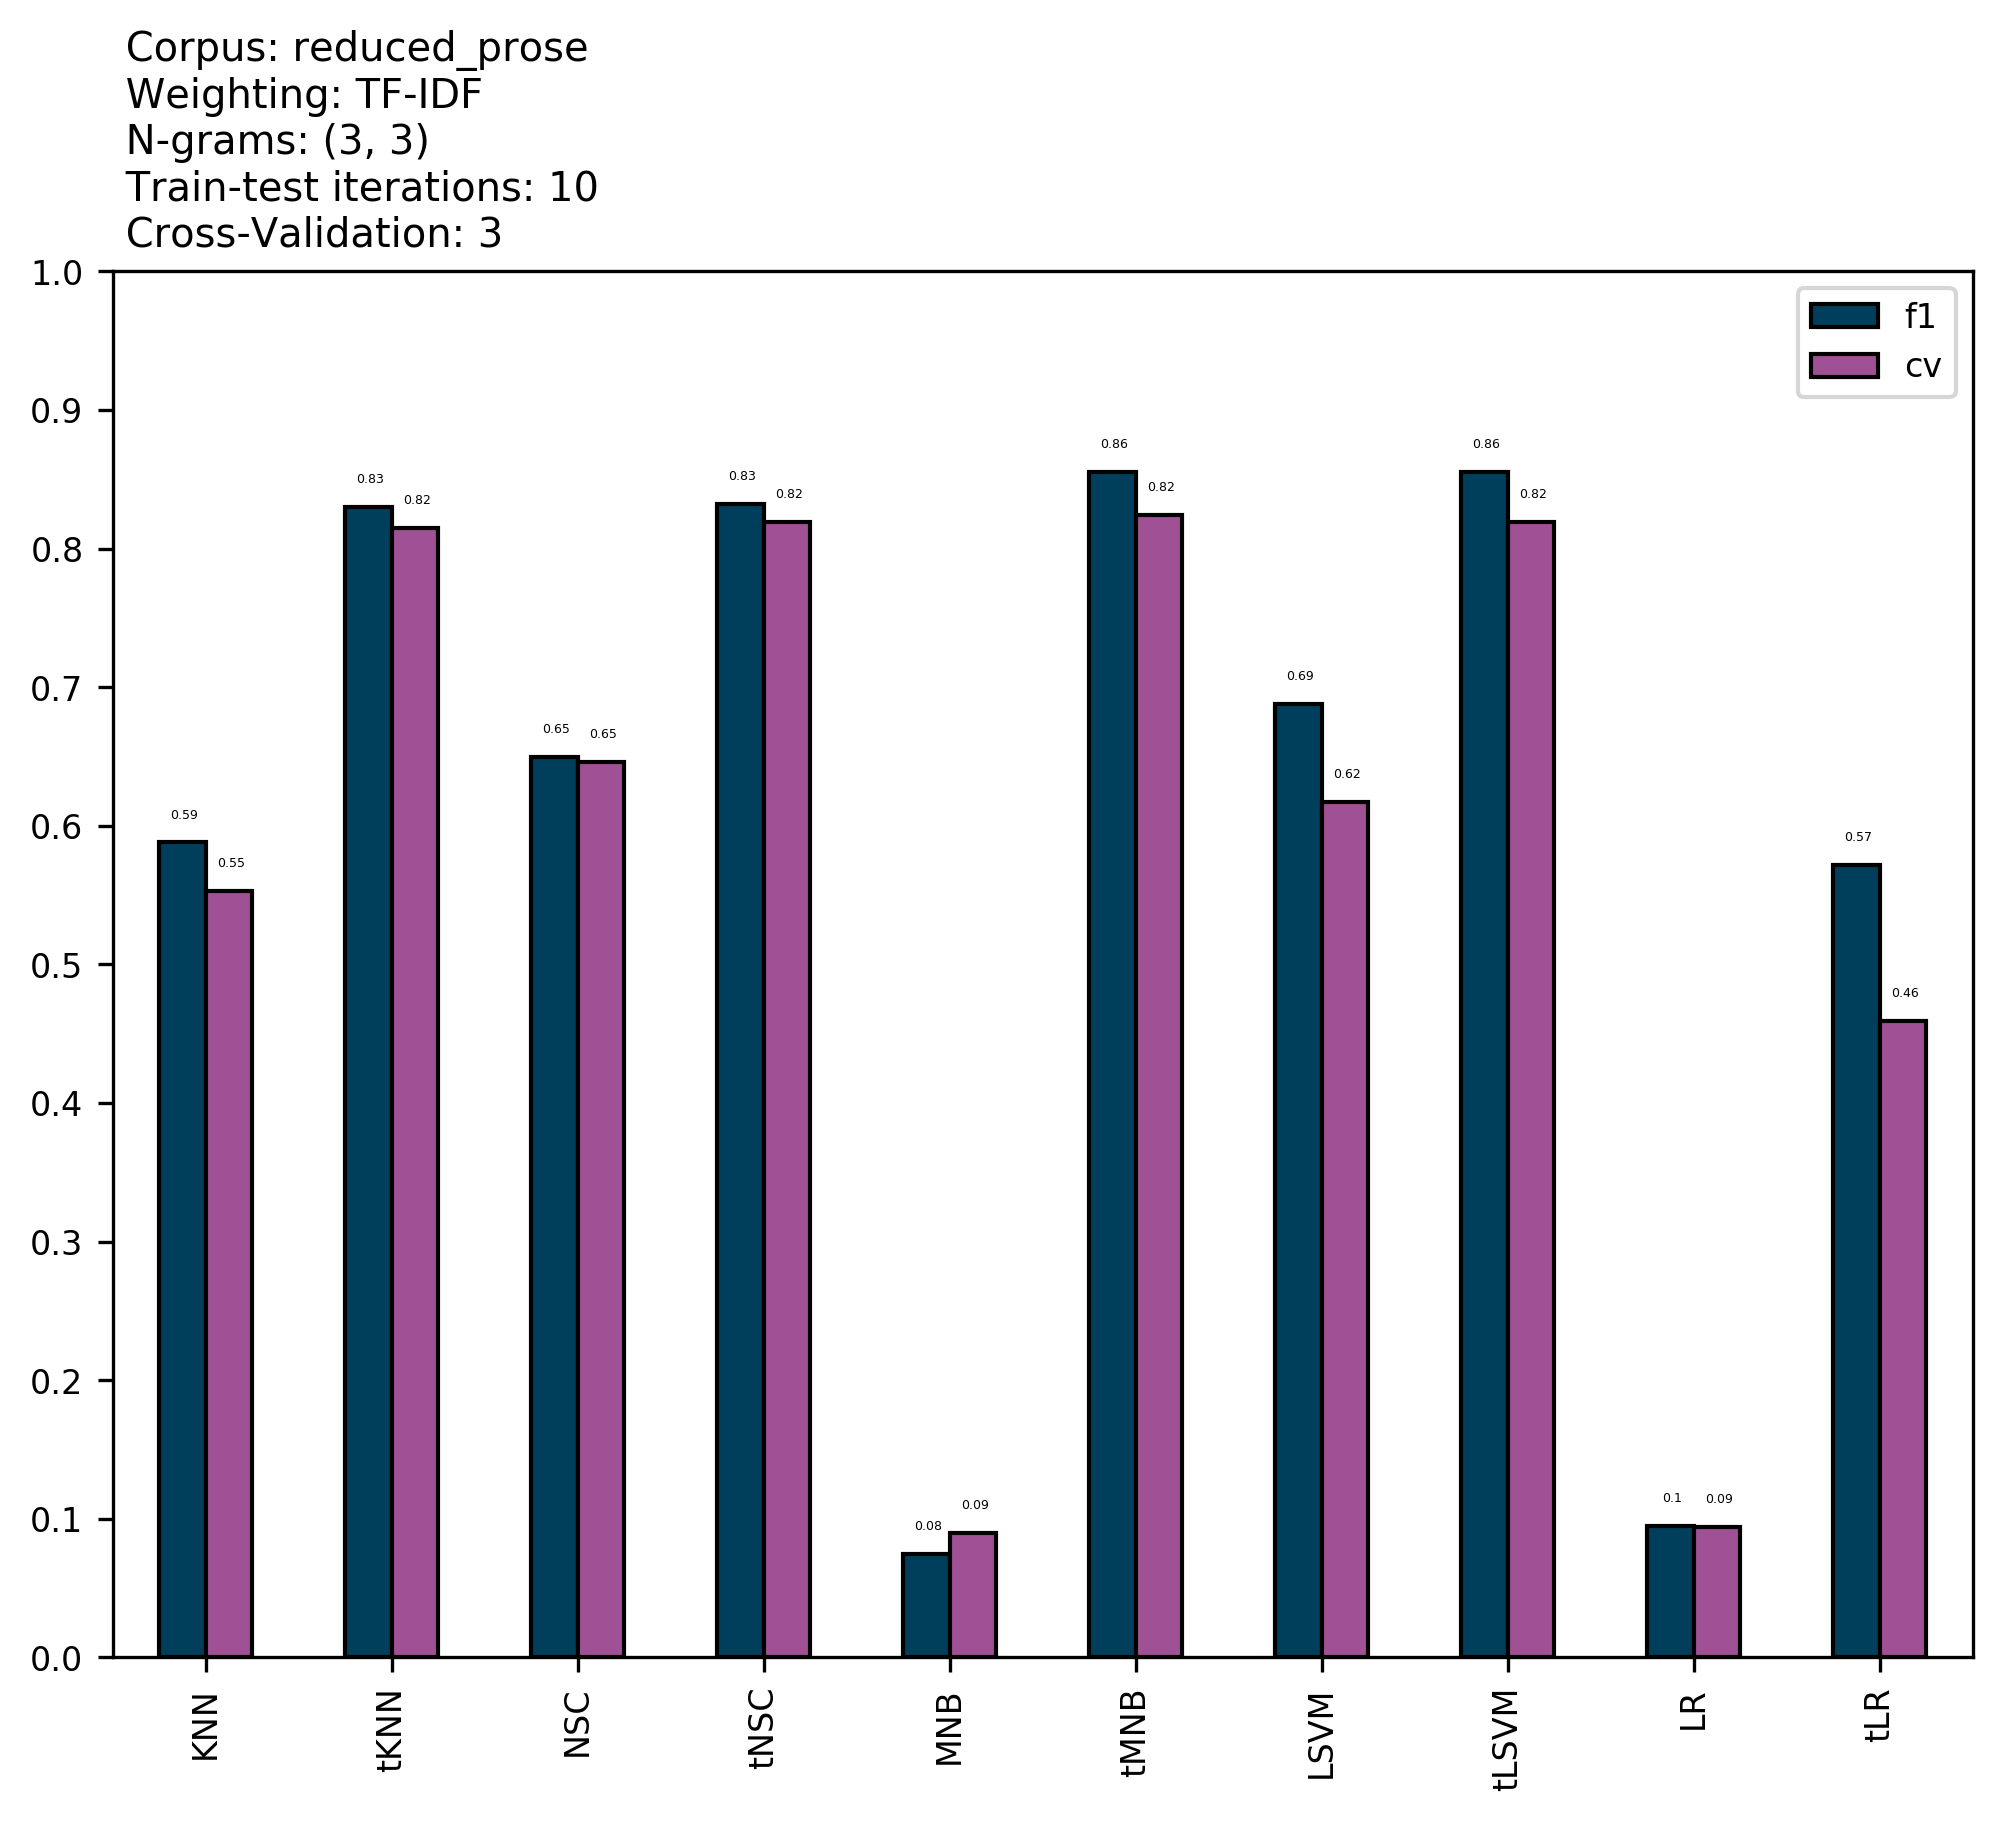 Corpus: reduced_prose
Weighting: TF-IDF
N-grams: (3, 3)
Train-test iterations: 10
Cross-Validation: 3
1.0
0.9
0.8
0.7
0.6
0.5
0.4
0.3
0.2
0.1
0.0
f1
cv
0.59
0.55
0.83
0.82
0.65
0.65
0.83
0.82
0.08
0.09
0.86
0.82
0.69
0.62
0.86
0.82
0.1
0.09
0.57
0.46
KNN
tKNN
NSC
tNSC
MNB
tMNB
LSVM
tLSVM
LR
tLR